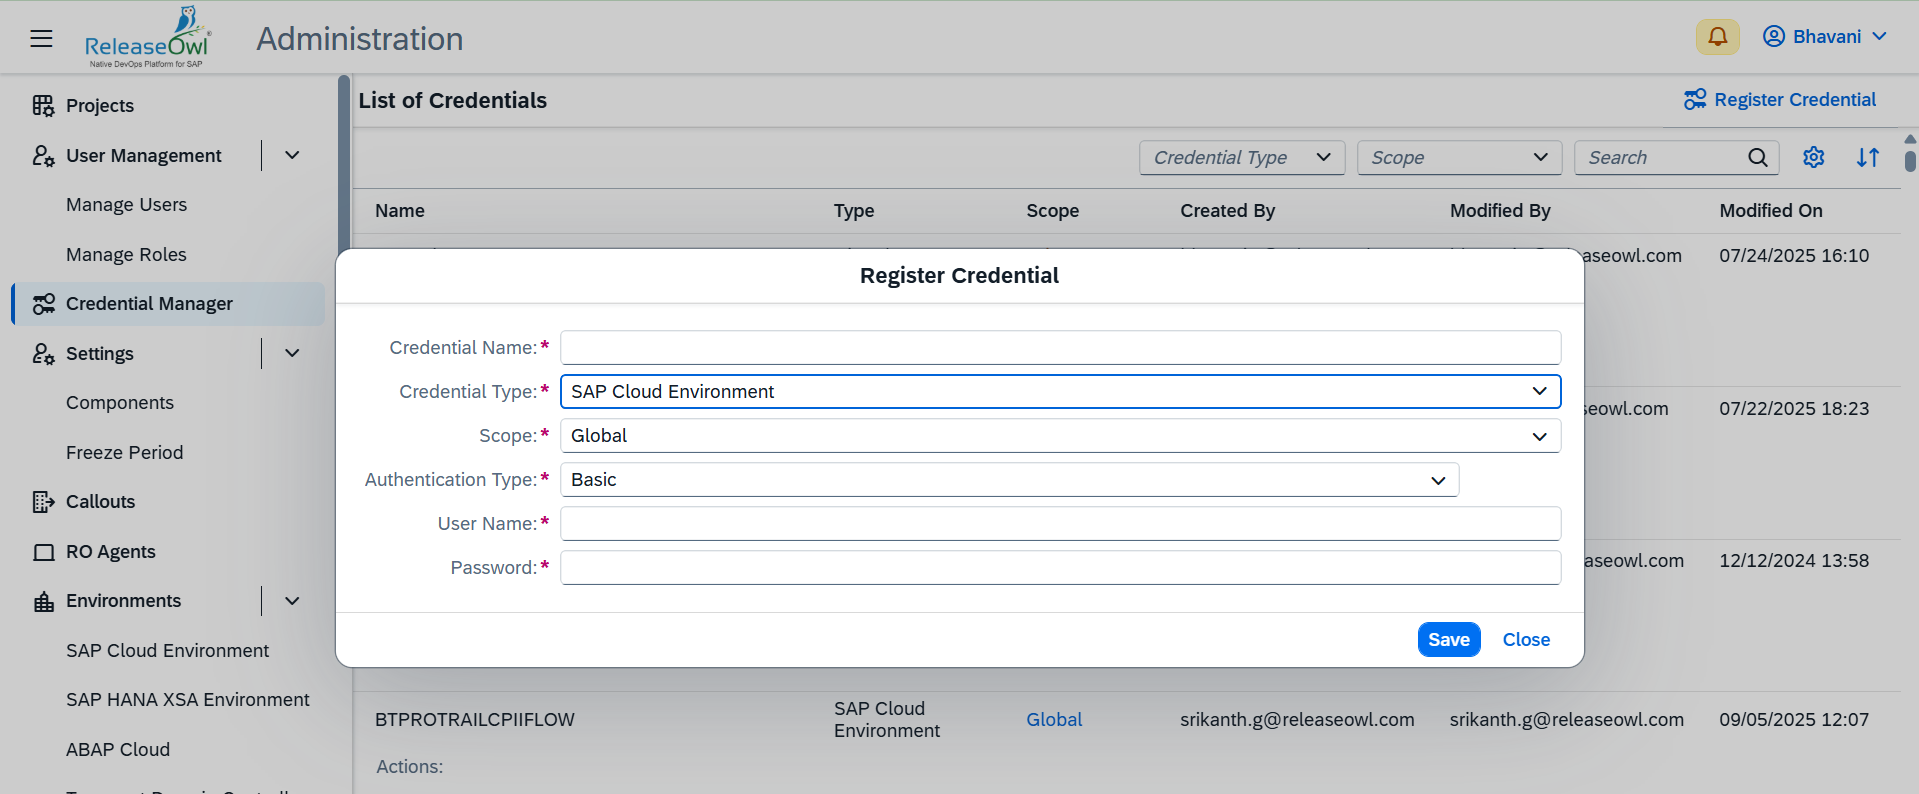 ReleaseOwl
Native DevOps Platform for SAP
Administration
Bhavani
Projects
User Management
Manage Users
Manage Roles
Credential Manager
Settings
Components
Freeze Period
Callouts
RO Agents
Environments
SAP Cloud Environment
SAP HANA XSA Environment
ABAP Cloud
List of Credentials
Register Credential
Credential Type
Scope
Search
Name Type Scope Created By Modified By Modified On
aseowl.com 07/24/2025 16:10
seowl.com 07/22/2025 18:23
aseowl.com 12/12/2024 13:58
Register Credential
Credential Name:*
Credential Type:* SAP Cloud Environment
Scope:* Global
Authentication Type:* Basic
User Name:*
Password:*
Save Close
BTPROTRAILCPIIFLOW SAP Cloud Environment Global srikanth.g@releaseowl.com srikanth.g@releaseowl.com 09/05/2025 12:07
Actions: